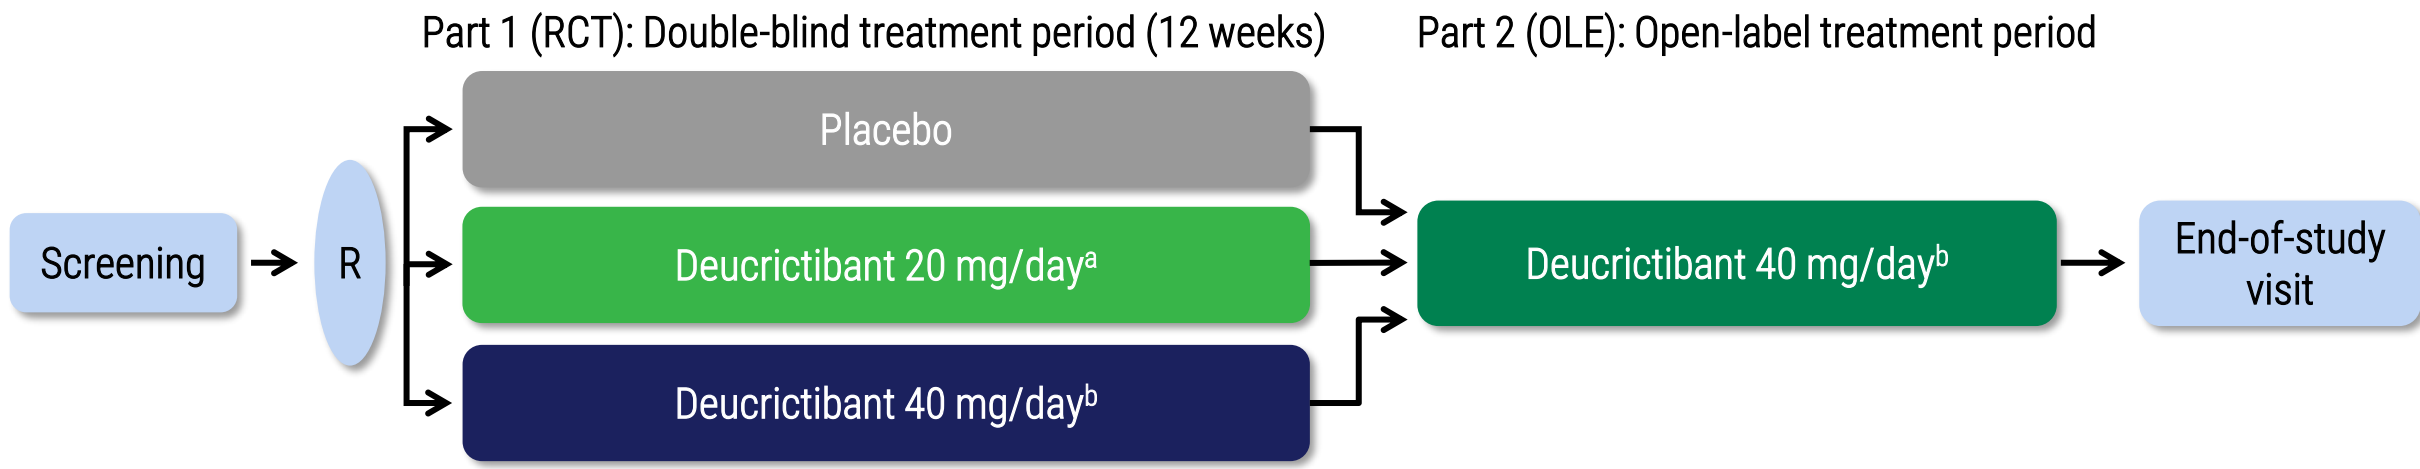 Part 1 (RCT): Double-blind treatment period (12 weeks)
Part 2 (OLE): Open-label treatment period
Screening
R
Placebo
Deucrictibant 20 mg/dayᵃ
Deucrictibant 40 mg/dayᵇ
Deucrictibant 40 mg/dayᵇ
End-of-study
visit